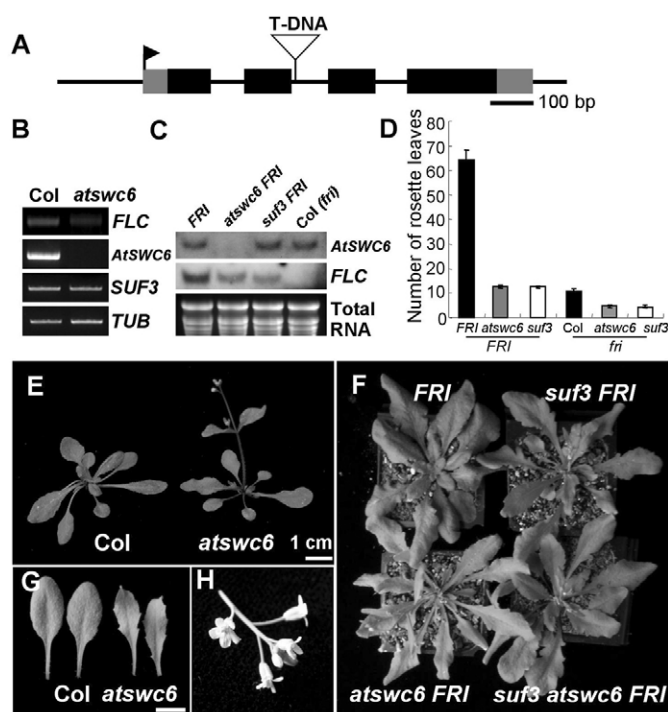 A
T-DNA
100 bp
B
Col atswc6
FLC
AtSWC6
SUF3
TUB
C
FRI atswc6 FRI suf3 FRI Col (fri)
AtSWC6
FLC
Total
RNA
D
Number of rosette leaves
80
70
60
50
40
30
20
10
0
FRI atswc6 suf3 Col atswc6 suf3
FRI fri
E
Col atswc6 1 cm
F
FRI suf3 FRI
atswc6 FRI suf3 atswc6 FRI
G
Col atswc6
H